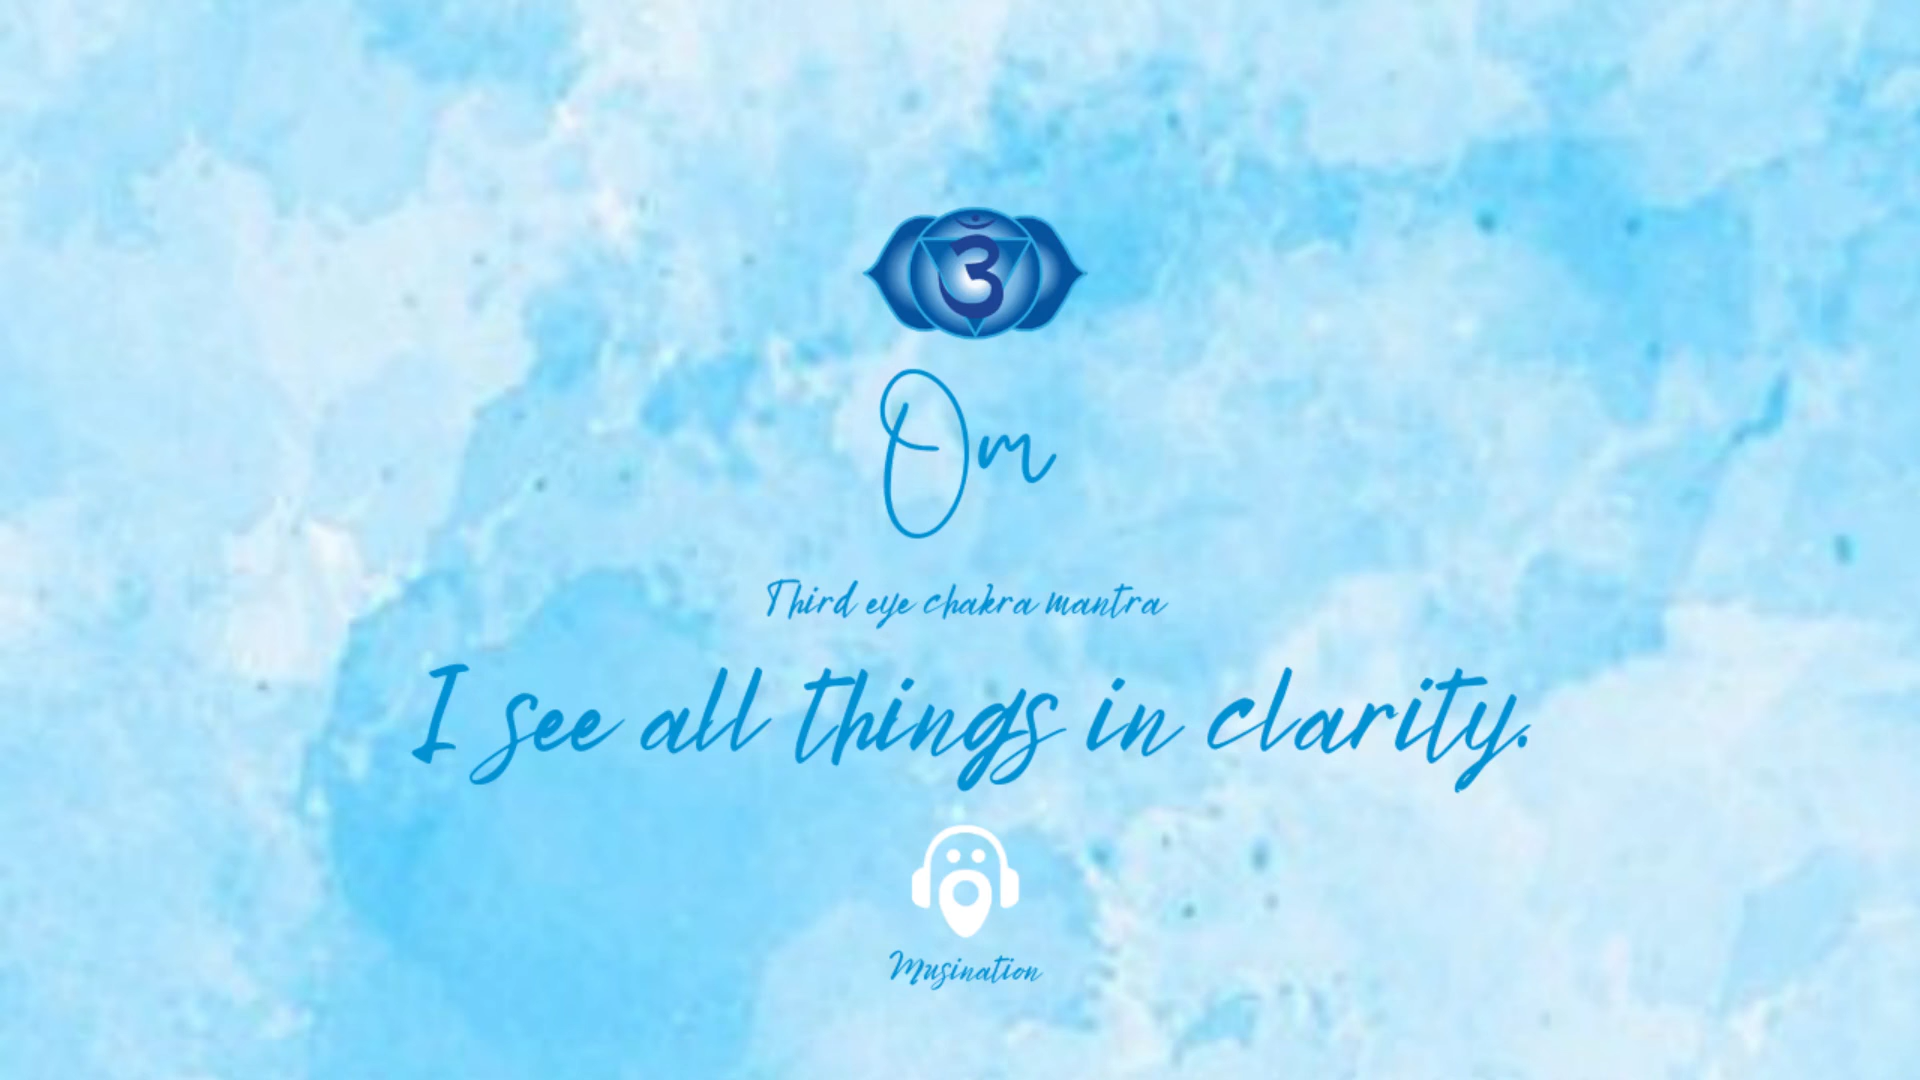 ॐ
Om
Third eye chakra mantra
I see all things in clarity.
Musination